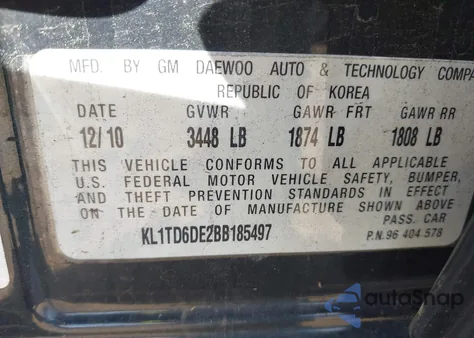 MFD. BY GM DAEWOO AUTO & TECHNOLOGY COMPA
REPUBLIC OF KOREA
DATE GVWR GAWR FRT GAWR RR
12/10 3448 LB 1874 LB 1808 LB
THIS VEHICLE CONFORMS TO ALL APPLICABLE
U.S. FEDERAL MOTOR VEHICLE SAFETY, BUMPER,
AND THEFT PREVENTION STANDARDS IN EFFECT
ON THE DATE OF MANUFACTURE SHOWN ABOVE
PASS. CAR
KL1TD6DE2BB185497
P.N. 96 404 578
autoSnap